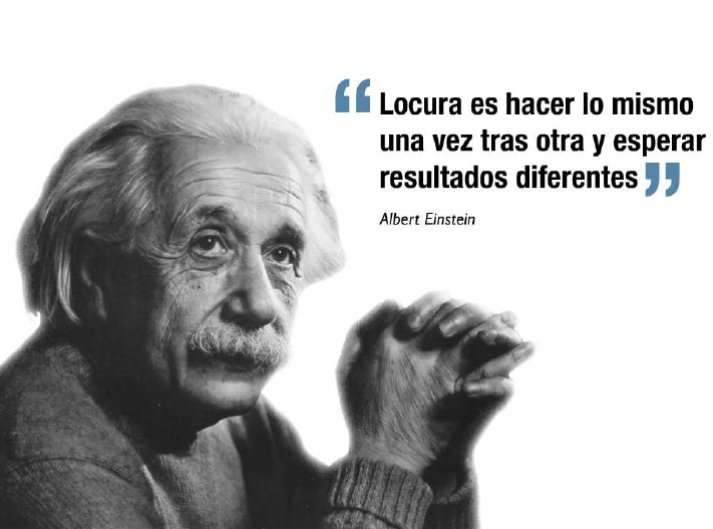 “ Locura es hacer lo mismo
una vez tras otra y esperar
resultados diferentes ”
Albert Einstein